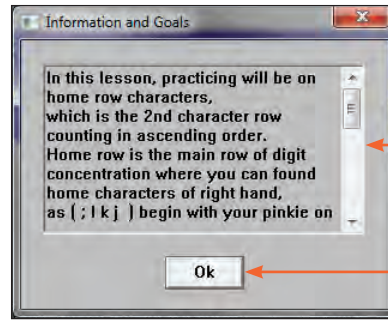 Information and Goals
In this lesson, practicing will be on
home row characters,
which is the 2nd character row
counting in ascending order.
Home row is the main row of digit
concentration where you can found
home characters of right hand,
as ( ; l k j ) begin with your pinkie on
Ok